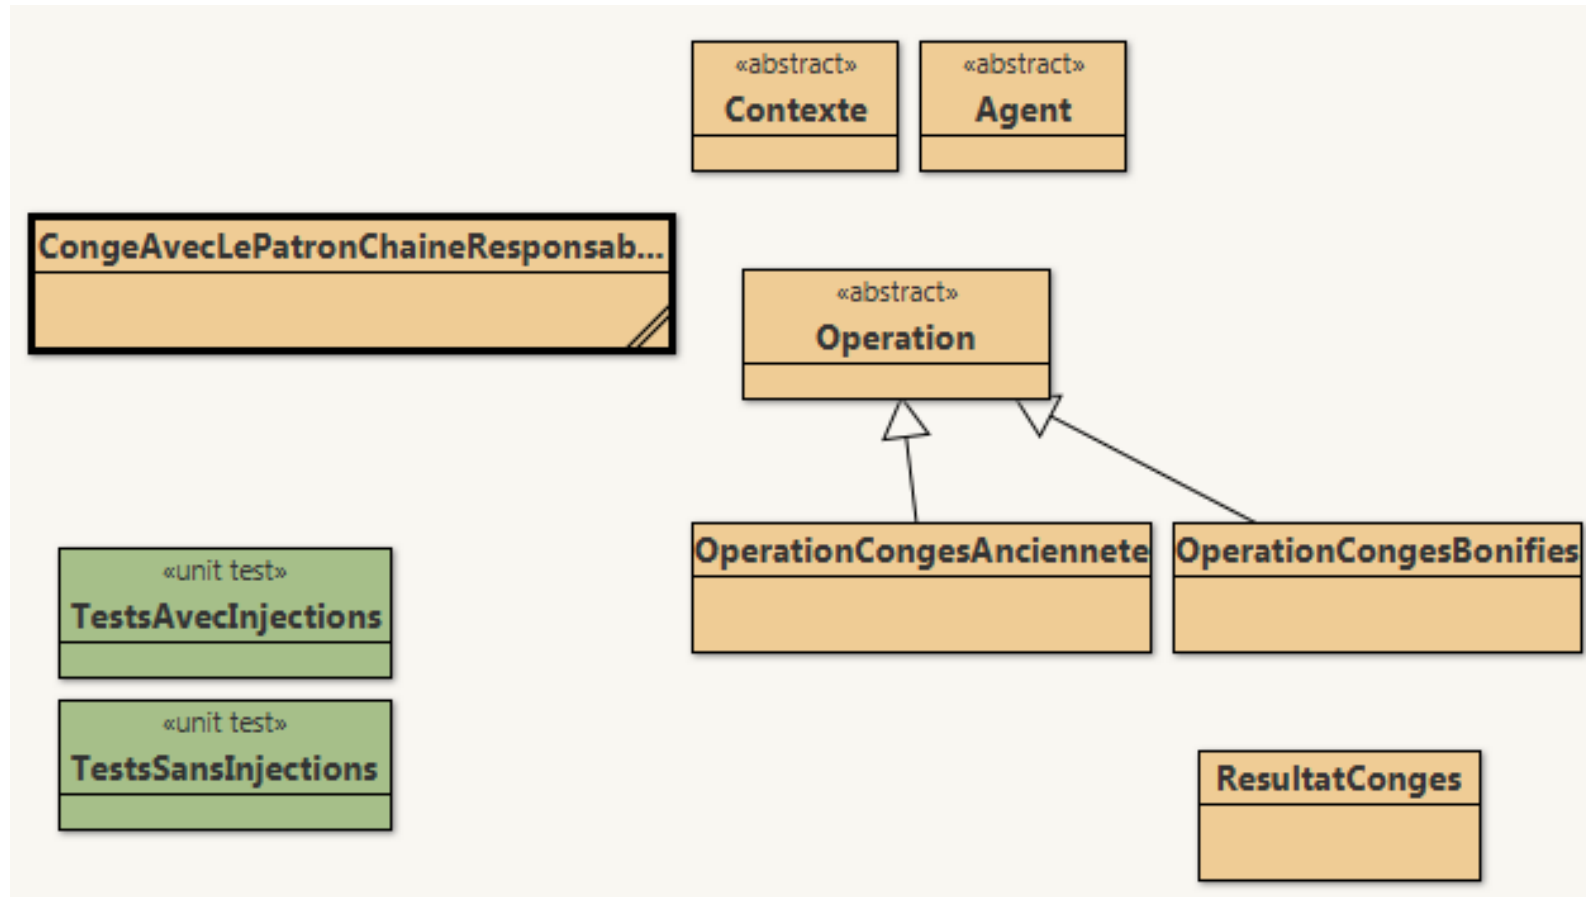 «abstract»
Contexte
«abstract»
Agent
CongeAvecLePatronChaineResponsab...
«abstract»
Operation
OperationCongesAnciennete
OperationCongesBonifies
«unit test»
TestsAvecInjections
«unit test»
TestsSansInjections
ResultatConges